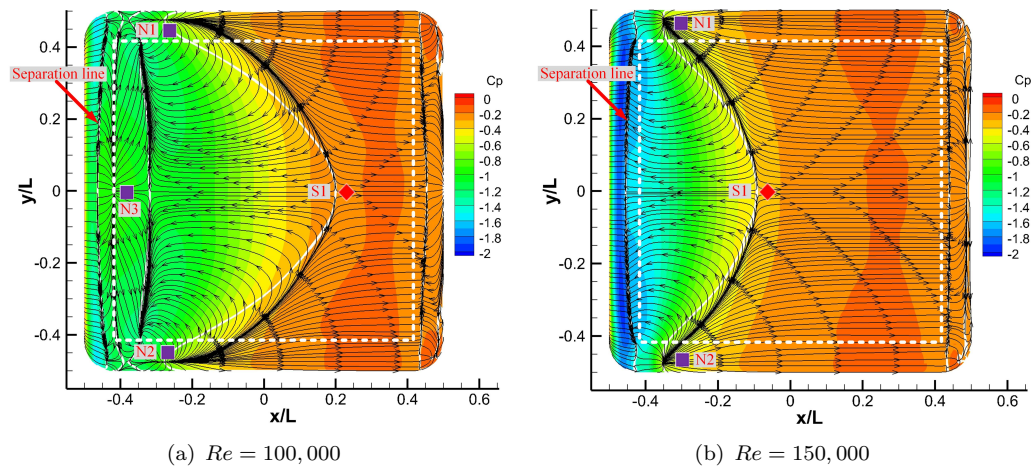 N1
N1
0.4
0.4
Separation line
Separation line
Cp
Cp
0.2
0
-0.2
-0.4
-0.6
-0.8
-1
-1.2
-1.4
-1.6
-1.8
-2
0.2
0
-0.2
-0.4
-0.6
-0.8
-1
-1.2
-1.4
-1.6
-1.8
-2
y/L
0
-0.2
-0.4
y/L
0
-0.2
-0.4
S1
N3
S1
N2
N2
-0.4 -0.2 0 0.2 0.4 0.6
-0.4 -0.2 0 0.2 0.4 0.6
x/L
x/L
(a) Re = 100,000
(b) Re = 150,000